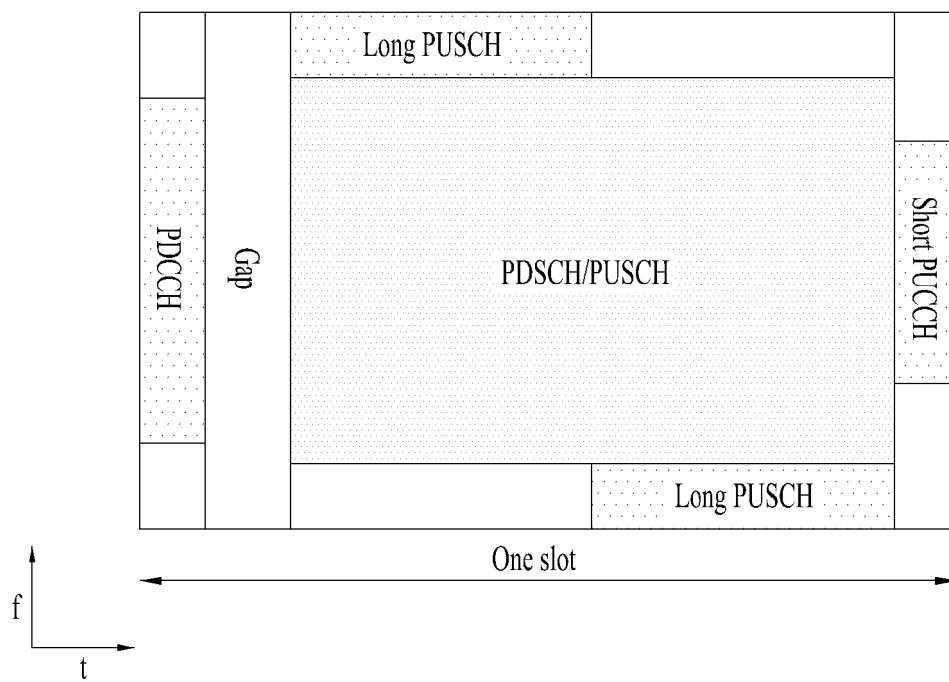 Long PUSCH
PDCCH
Gap
PDSCH/PUSCH
Short PUCCH
Long PUSCH
One slot
f
t